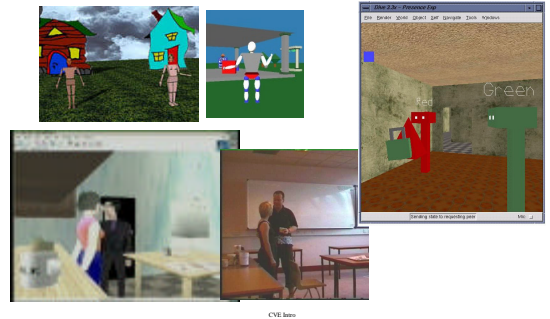 Dive 3.3x - Presence Exp
File Render World Object Self Navigate Tools Windows
Green
Red
Sending state to requesting peer
CVE Intro